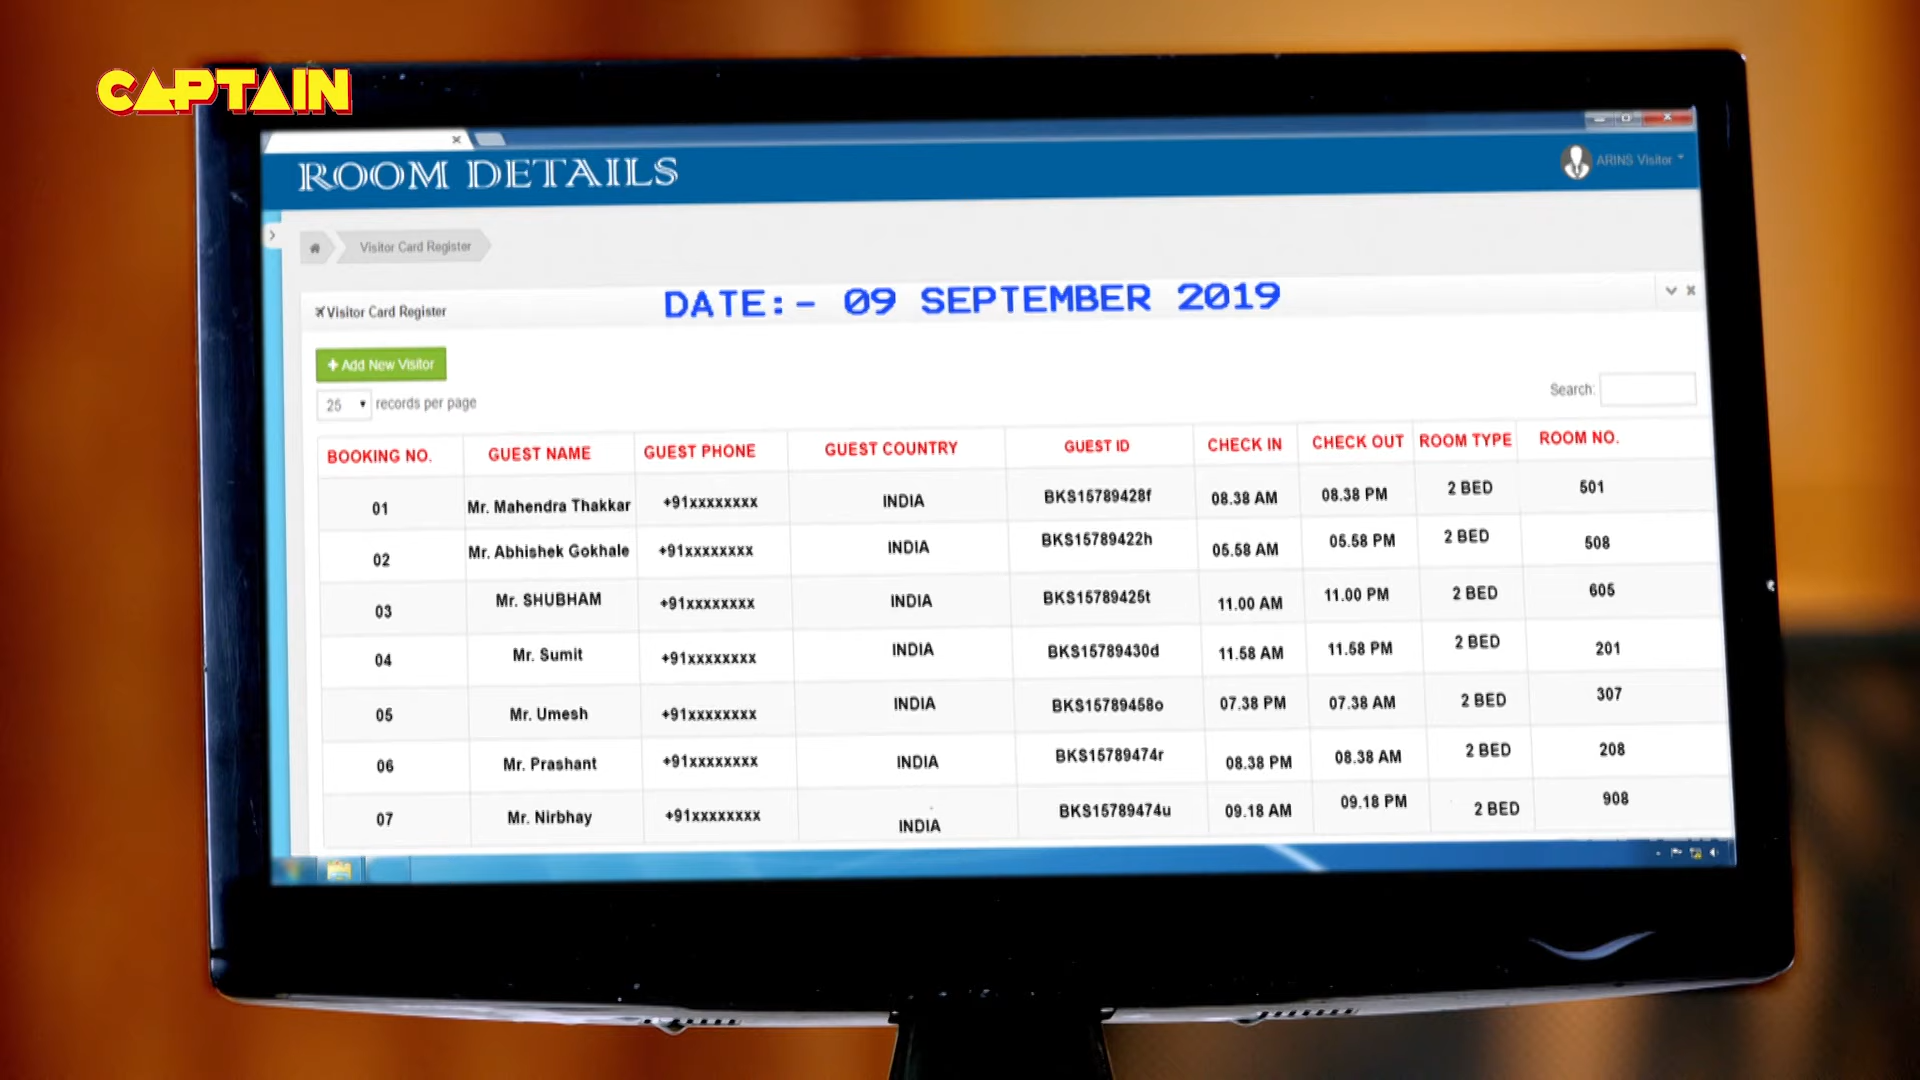 CAPTAIN
ROOM DETAILS
ARINS Visitor
Visitor Card Register
Visitor Card Register
DATE:- 09 SEPTEMBER 2019
Add New Visitor
25 records per page
Search:
BOOKING NO. GUEST NAME GUEST PHONE GUEST COUNTRY GUEST ID CHECK IN CHECK OUT ROOM TYPE ROOM NO.
01 Mr. Mahendra Thakkar +91xxxxxxxx INDIA BKS15789428f 08.38 AM 08.38 PM 2 BED 501
02 Mr. Abhishek Gokhale +91xxxxxxxx INDIA BKS15789422h 05.58 AM 05.58 PM 2 BED 508
03 Mr. SHUBHAM +91xxxxxxxx INDIA BKS15789425t 11.00 AM 11.00 PM 2 BED 605
04 Mr. Sumit +91xxxxxxxx INDIA BKS15789430d 11.58 AM 11.58 PM 2 BED 201
05 Mr. Umesh +91xxxxxxxx INDIA BKS15789458o 07.38 PM 07.38 AM 2 BED 307
06 Mr. Prashant +91xxxxxxxx INDIA BKS15789474r 08.38 PM 08.38 AM 2 BED 208
07 Mr. Nirbhay +91xxxxxxxx INDIA BKS15789474u 09.18 AM 09.18 PM 2 BED 908